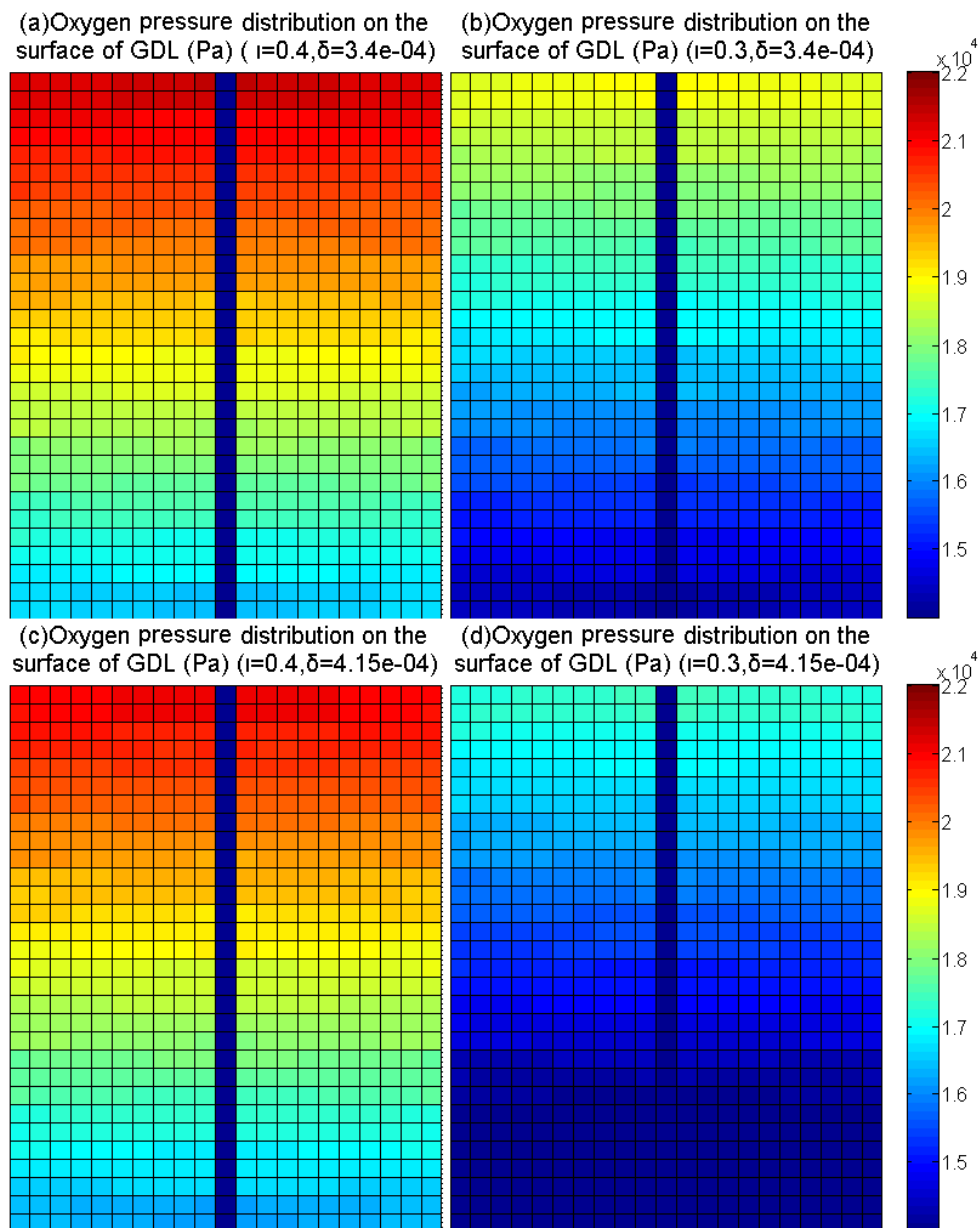 (a)Oxygen pressure distribution on the
surface of GDL (Pa) ( ı=0.4,δ=3.4e-04)
(b)Oxygen pressure distribution on the
surface of GDL (Pa) (ı=0.3,δ=3.4e-04)
x 10⁴
2.2
2.1
2
1.9
1.8
1.7
1.6
1.5
(c)Oxygen pressure distribution on the
surface of GDL (Pa) (ı=0.4,δ=4.15e-04)
(d)Oxygen pressure distribution on the
surface of GDL (Pa) (ı=0.3,δ=4.15e-04)
x 10⁴
2.2
2.1
2
1.9
1.8
1.7
1.6
1.5